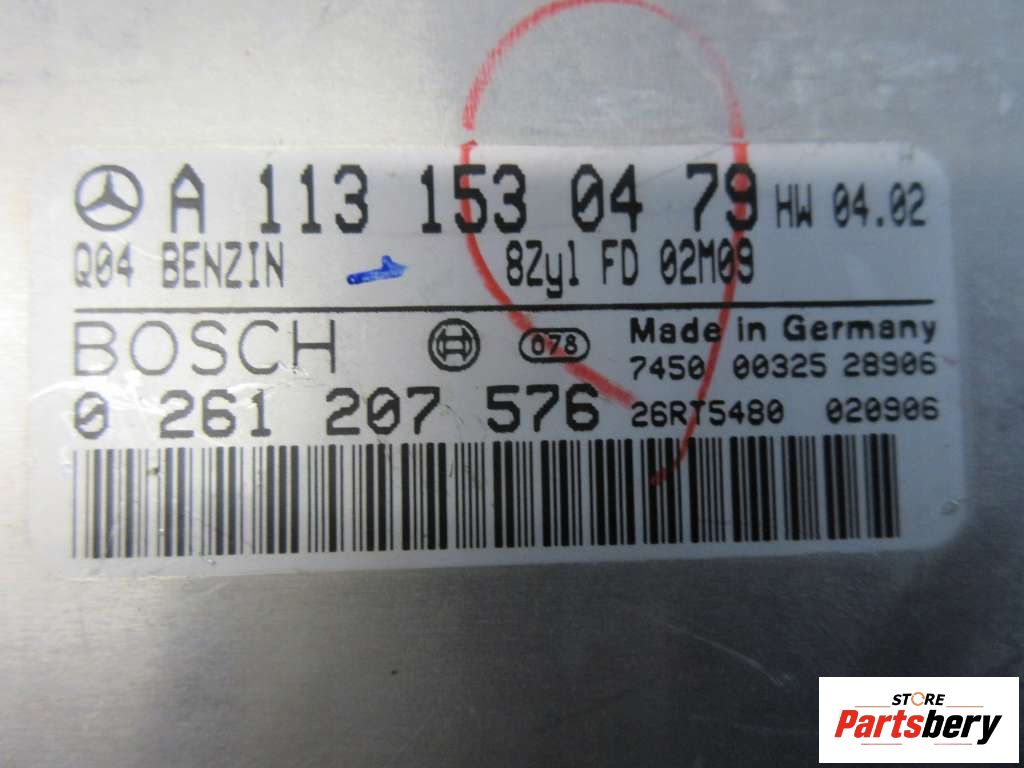 A 113 153 04 79 HW 04.02
Q04 BENZIN 8Zyl FD 02M09
BOSCH 078 Made in Germany
7450 00325 28906
0 261 207 576 26RT5480 020906
STORE
Partsbery